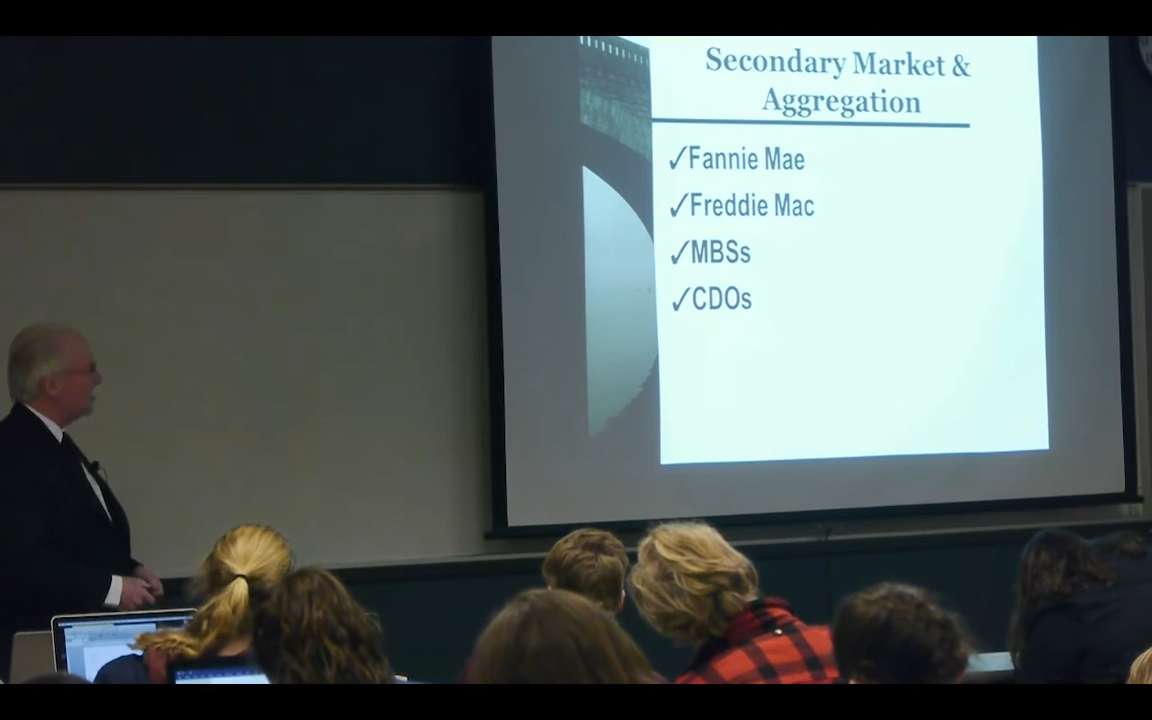 Secondary Market &
Aggregation
✓Fannie Mae
✓Freddie Mac
✓MBSs
✓CDOs